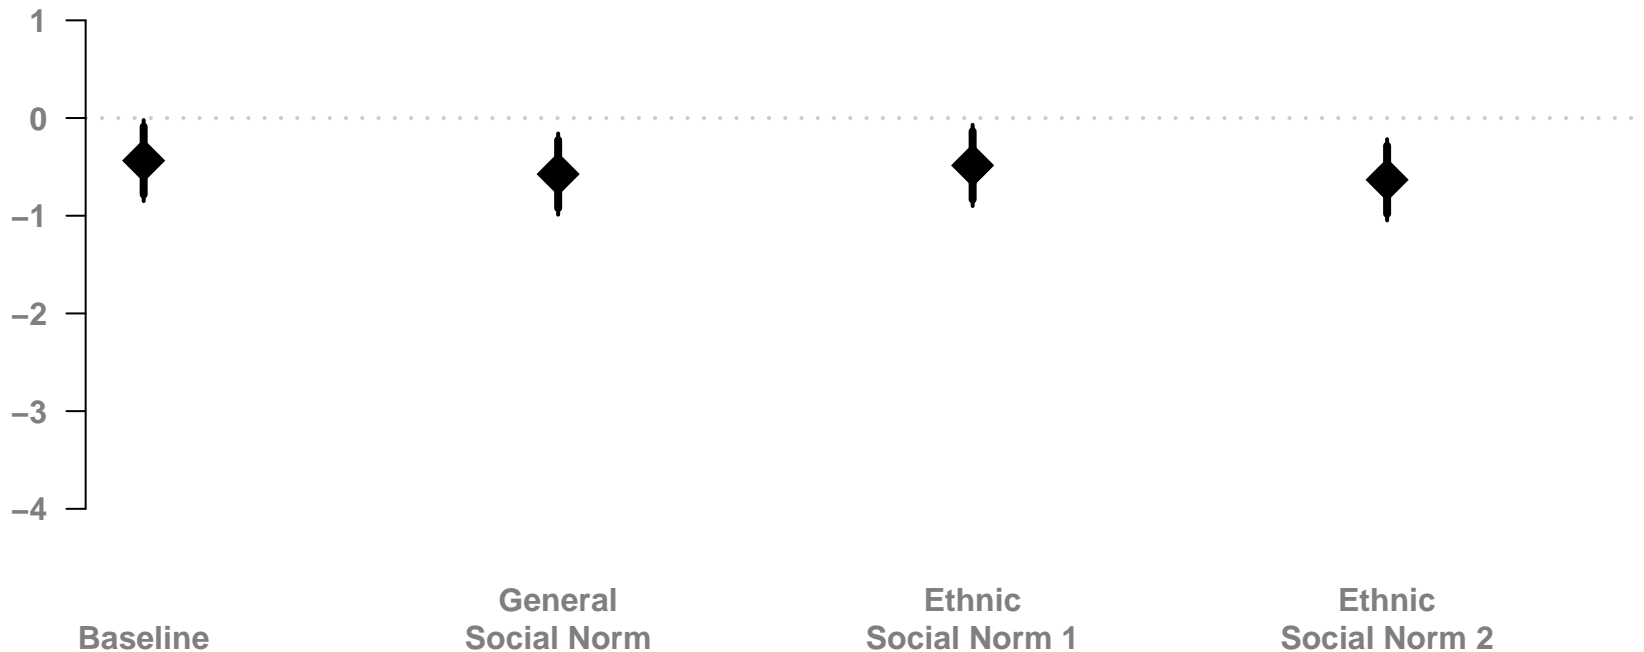 1
0
−1
−2
−3
−4
Baseline
General
Social Norm
Ethnic
Social Norm 1
Ethnic
Social Norm 2